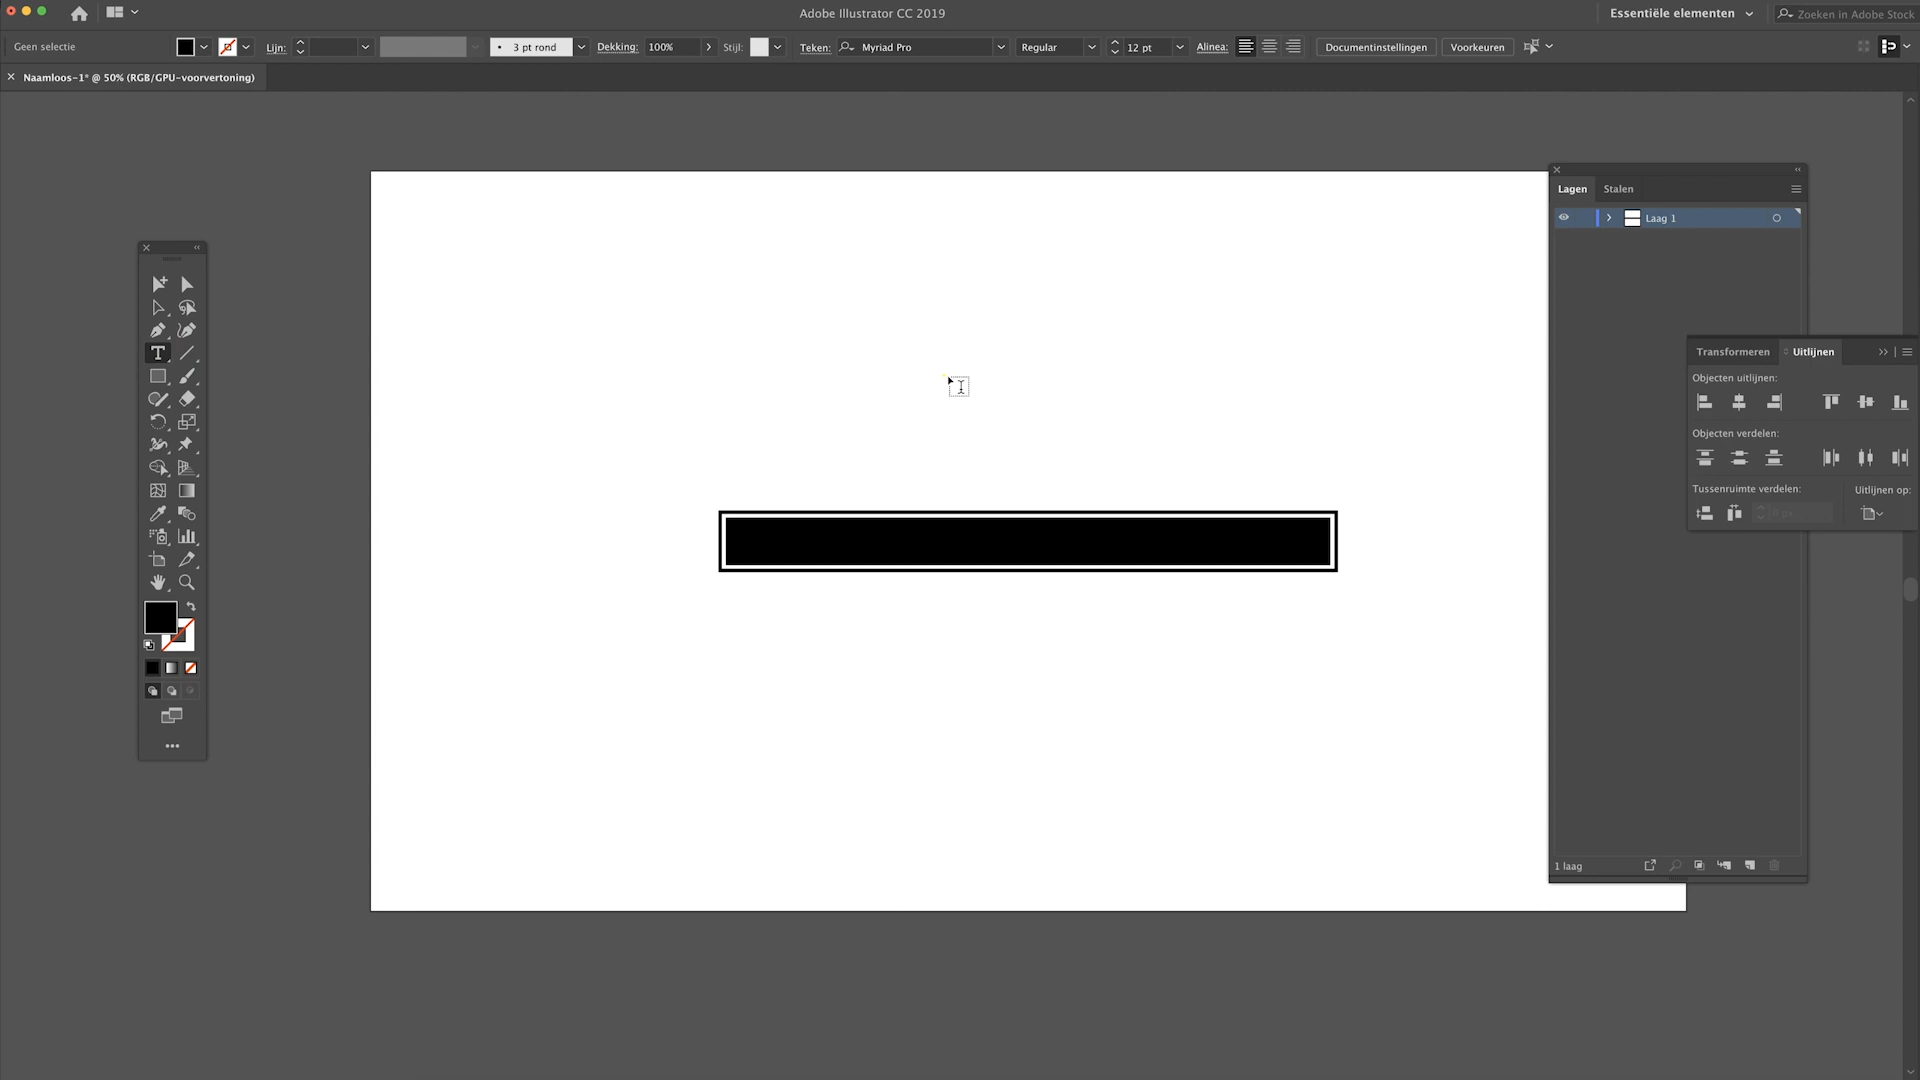 Adobe Illustrator CC 2019
Essentiële elementen
Zoeken in Adobe Stock
Geen selectie
Lijn:
3 pt rond
Dekking:
100%
Stijl:
Teken:
Myriad Pro
Regular
12 pt
Alinea:
Documentinstellingen
Voorkeuren
Naamloos-1* @ 50% (RGB/GPU-voorvertoning)
Lagen
Stalen
Laag 1
Transformeren
Uitlijnen
Objecten uitlijnen:
Objecten verdelen:
Tussenruimte verdelen:
Uitlijnen op:
0 px
1 laag